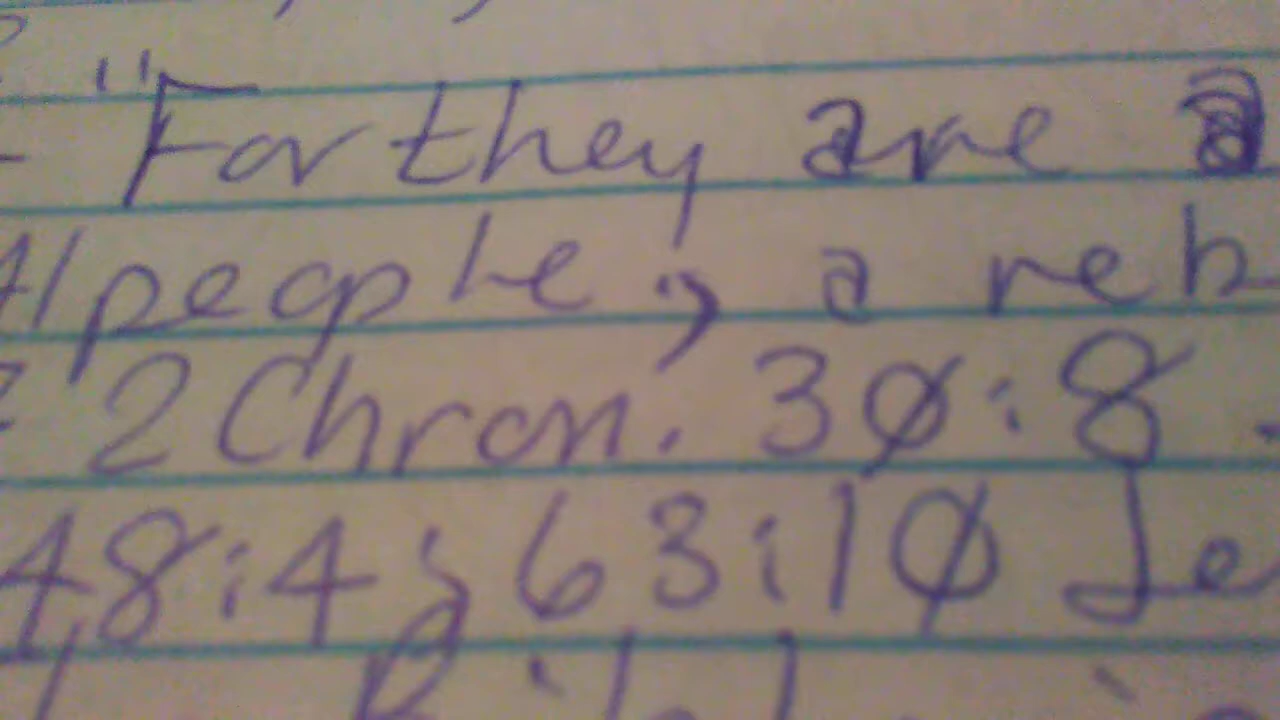 "For they are a
people, a reb
2 Chron. 30:8
48:4; 63:10 Je